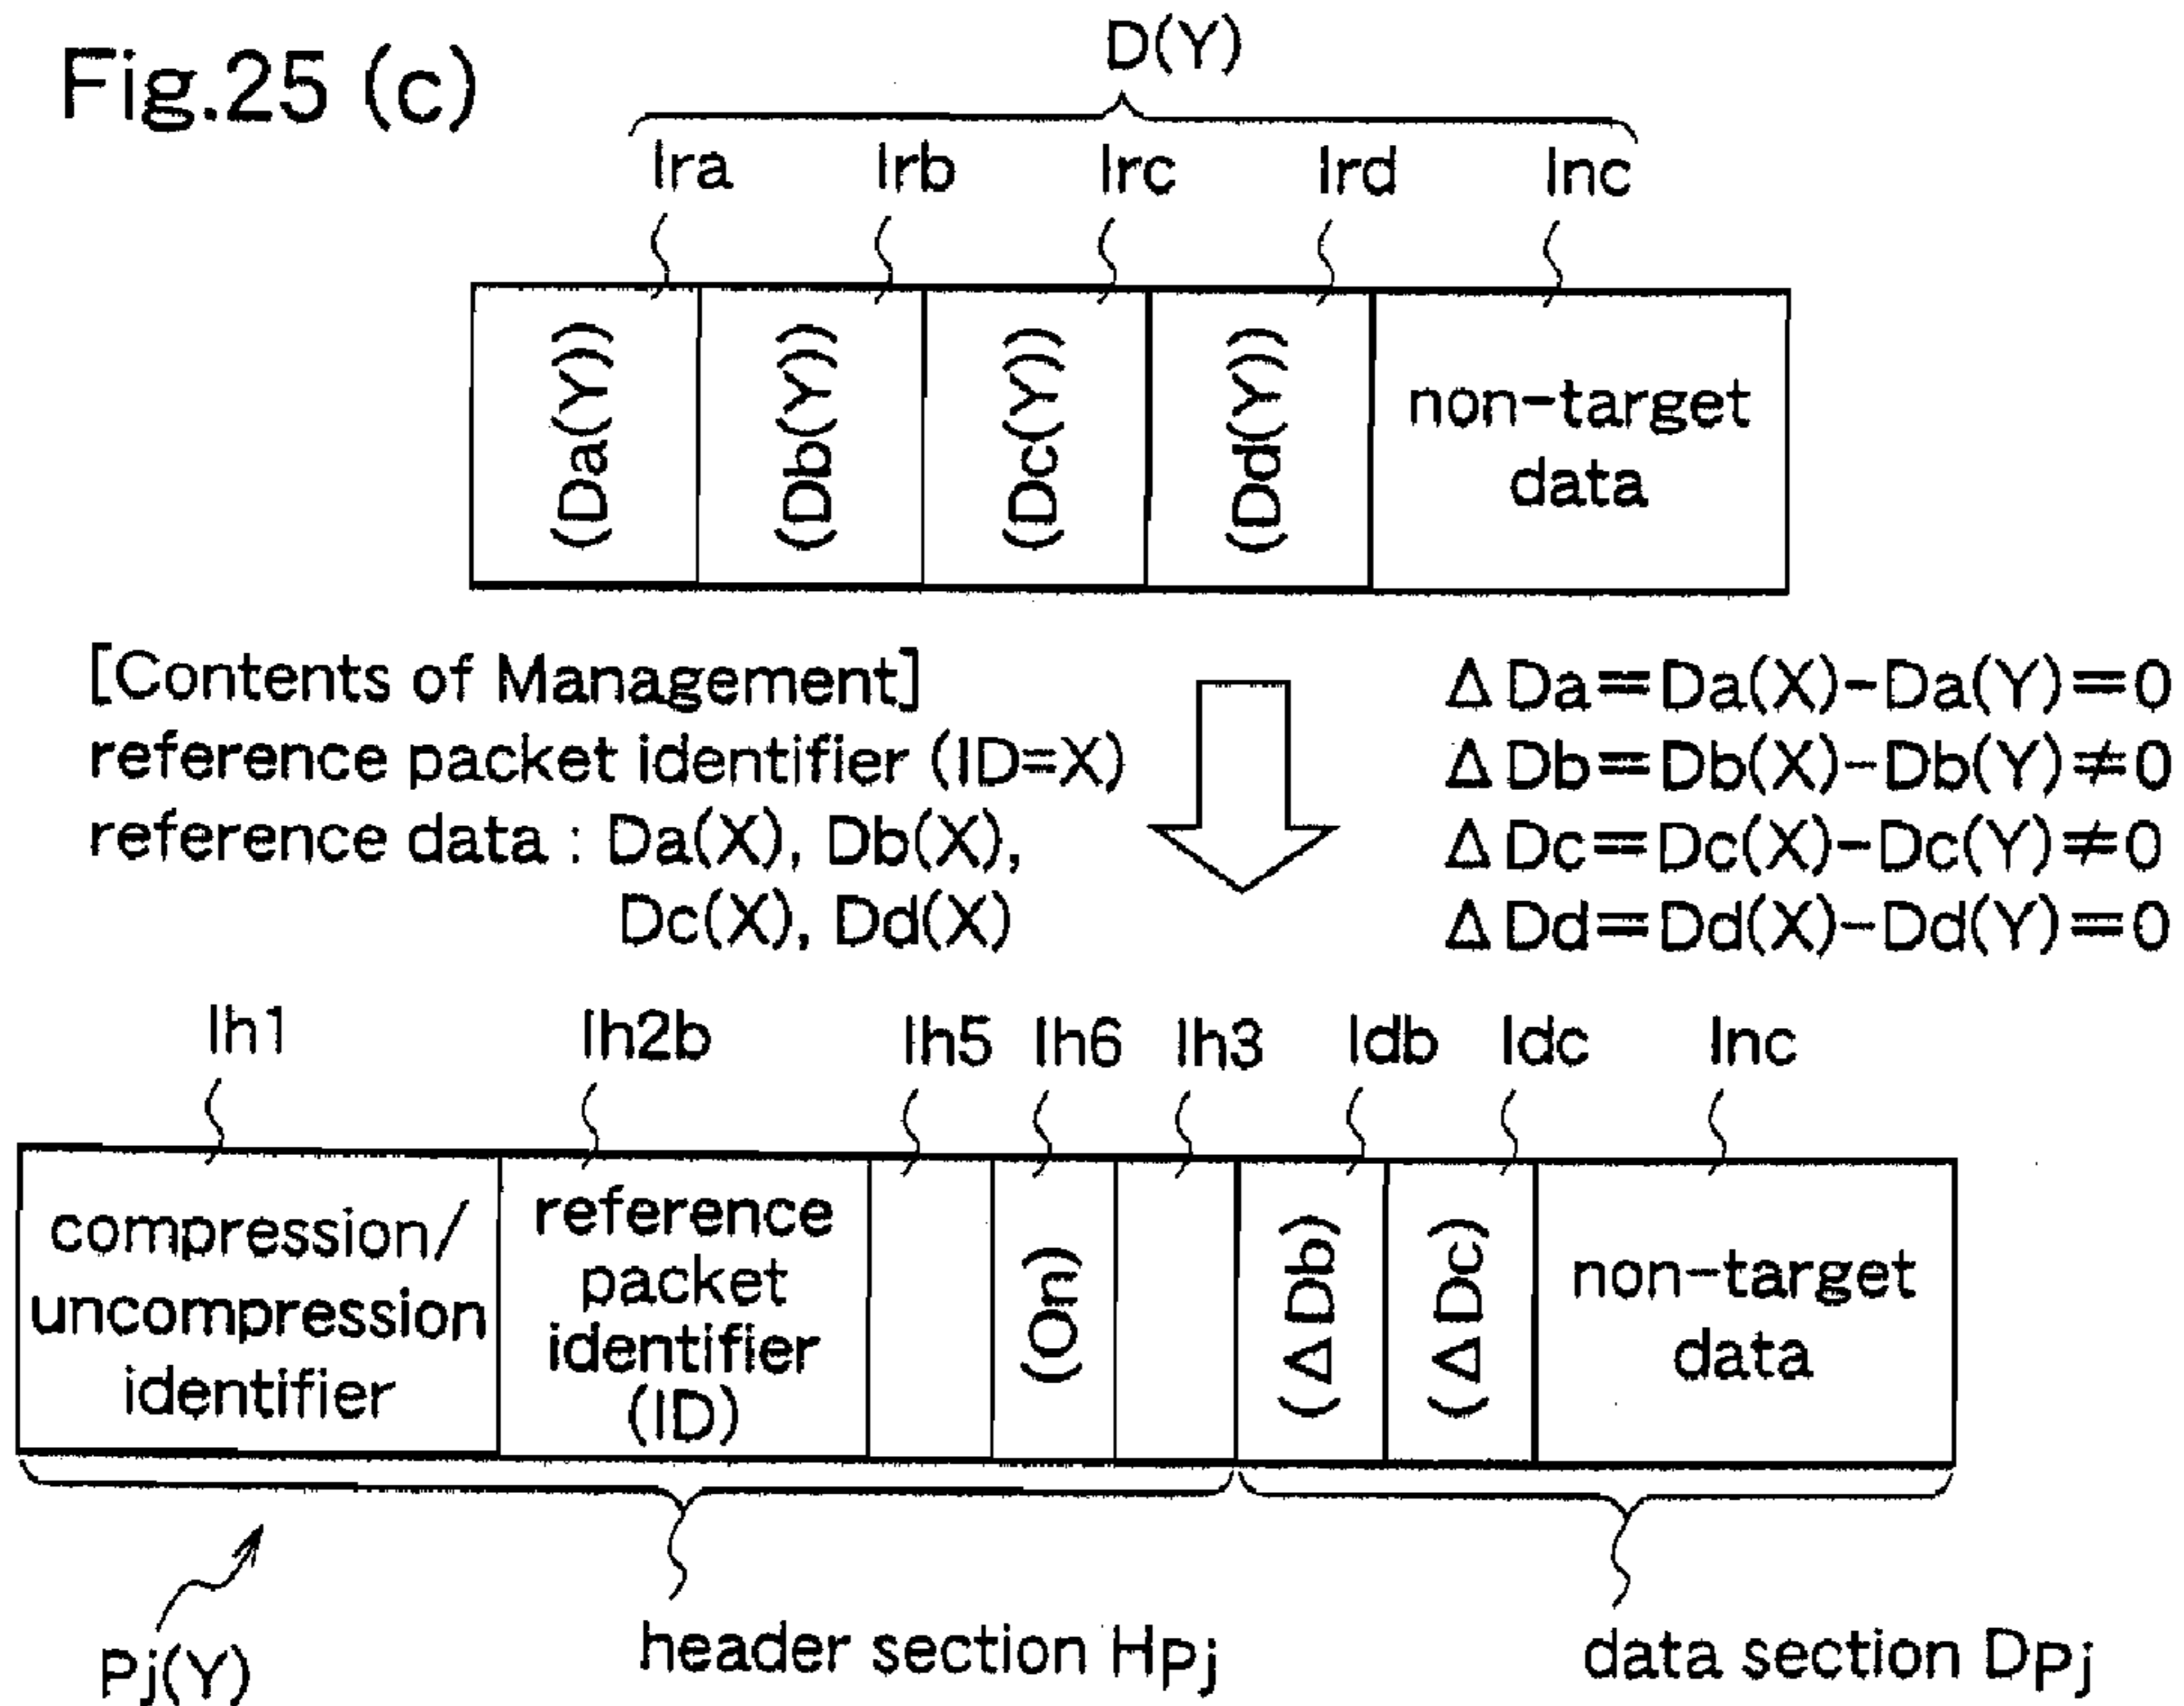 Fig.25 (c)
D(Y)
Ira Irb Irc Ird Inc
(Da(Y)) (Db(Y)) (Dc(Y)) (Dd(Y)) non-target
data
[Contents of Management]
reference packet identifier (ID=X)
reference data : Da(X), Db(X),
Dc(X), Dd(X)
ΔDa=Da(X)-Da(Y)=0
ΔDb=Db(X)-Db(Y)≠0
ΔDc=Dc(X)-Dc(Y)≠0
ΔDd=Dd(X)-Dd(Y)=0
Ih1 Ih2b Ih5 Ih6 Ih3 Idb Idc Inc
compression/
uncompression
identifier
reference
packet
identifier
(ID)
(On)
(ΔDb)
(ΔDc)
non-target
data
Pj(Y)
header section Hpj
data section Dpj